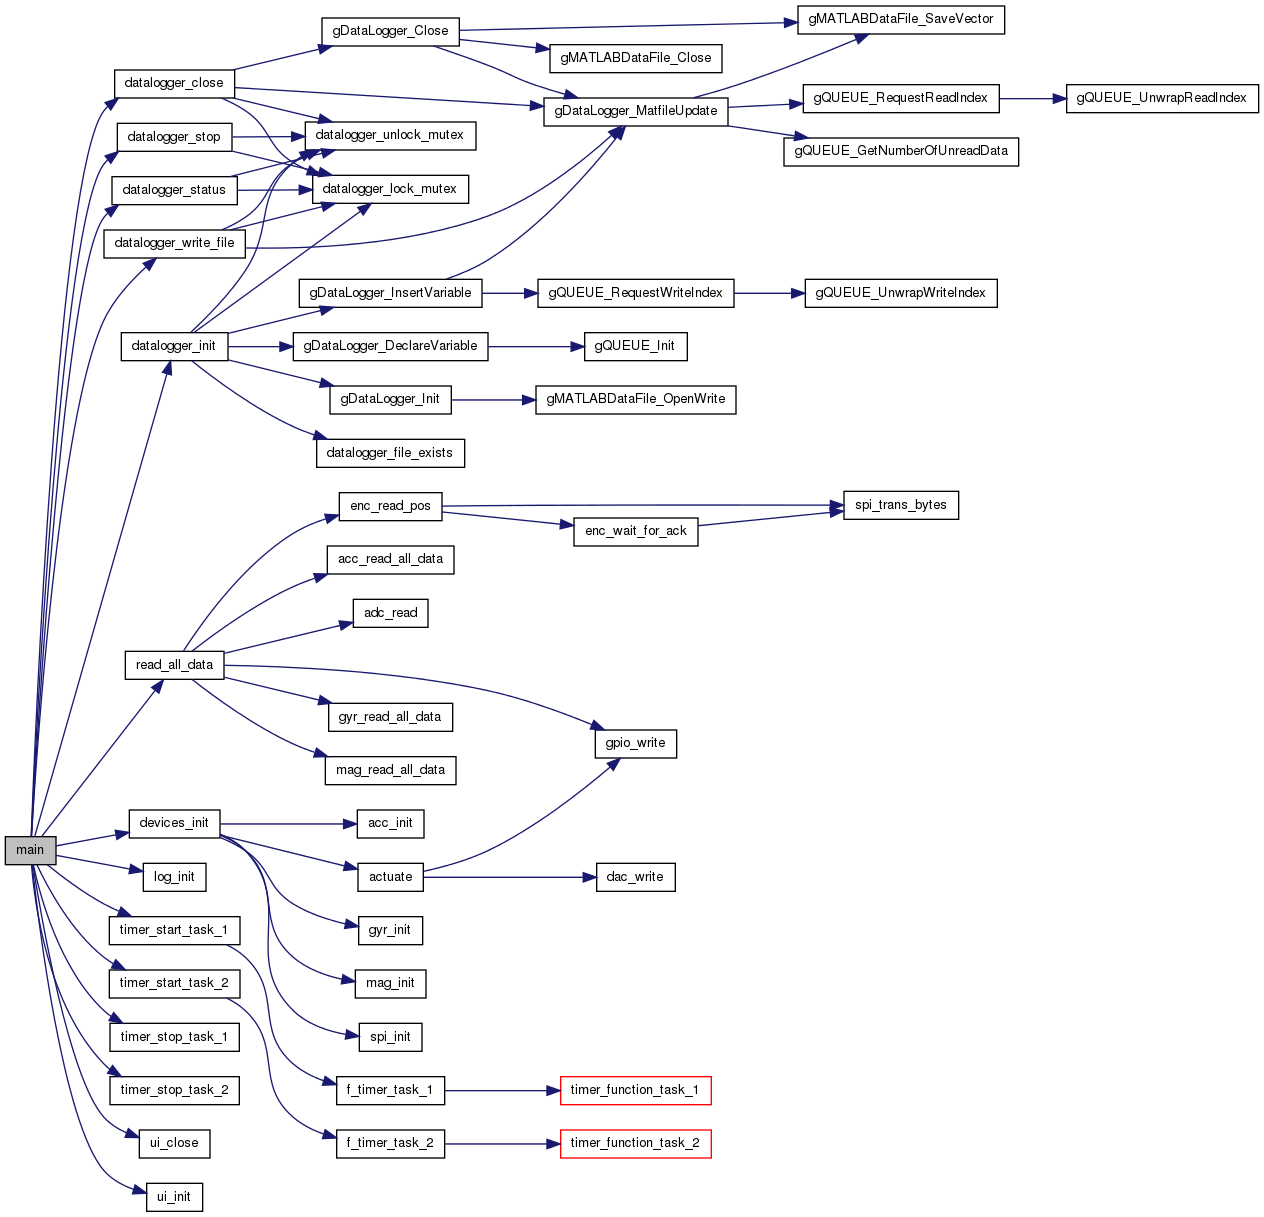 gDataLogger_Close
gMATLABDataFile_SaveVector
gMATLABDataFile_Close
datalogger_close
gDataLogger_MatfileUpdate
gQUEUE_RequestReadIndex
gQUEUE_UnwrapReadIndex
datalogger_stop
datalogger_unlock_mutex
gQUEUE_GetNumberOfUnreadData
datalogger_status
datalogger_lock_mutex
datalogger_write_file
gDataLogger_InsertVariable
gQUEUE_RequestWriteIndex
gQUEUE_UnwrapWriteIndex
datalogger_init
gDataLogger_DeclareVariable
gQUEUE_Init
gDataLogger_Init
gMATLABDataFile_OpenWrite
datalogger_file_exists
enc_read_pos
spi_trans_bytes
enc_wait_for_ack
acc_read_all_data
adc_read
read_all_data
gyr_read_all_data
gpio_write
mag_read_all_data
devices_init
acc_init
main
log_init
actuate
dac_write
timer_start_task_1
gyr_init
timer_start_task_2
mag_init
timer_stop_task_1
spi_init
timer_stop_task_2
f_timer_task_1
timer_function_task_1
ui_close
f_timer_task_2
timer_function_task_2
ui_init